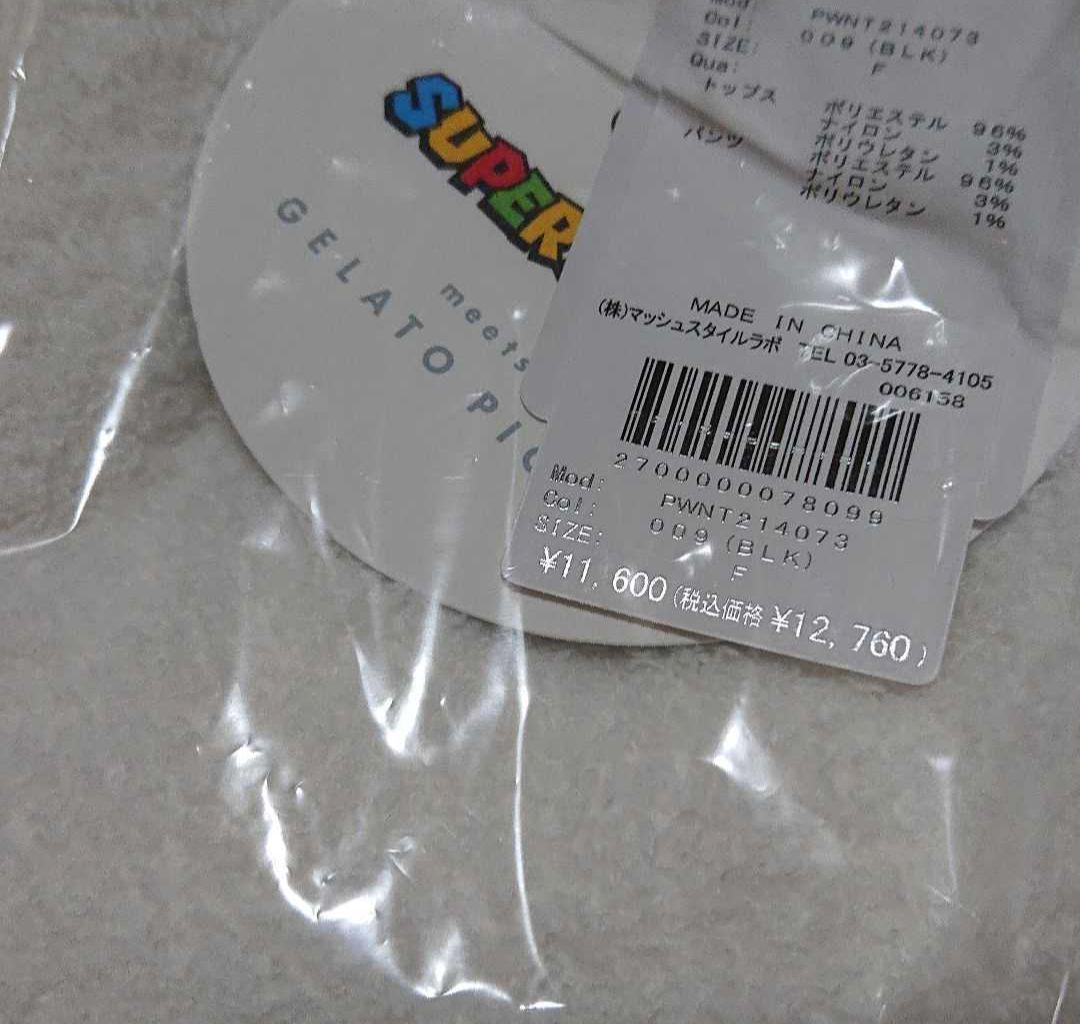 SUPER
meets
GELATO PIC
Mod:
PWNT214073
Col: 009 (BLK)
SIZE: F
Qua:
トップス
ポリエステル 96%
ナイロン 3%
ポリウレタン 1%
パンツ
ポリエステル 96%
ナイロン 3%
ポリウレタン 1%
MADE IN CHINA
(株)マッシュスタイルラボ TEL 03-5778-4105
006158
2700000078099
Mod: PWNT214073
Col: 009 (BLK)
SIZE: F
¥11,600(税込価格 ¥12,760)